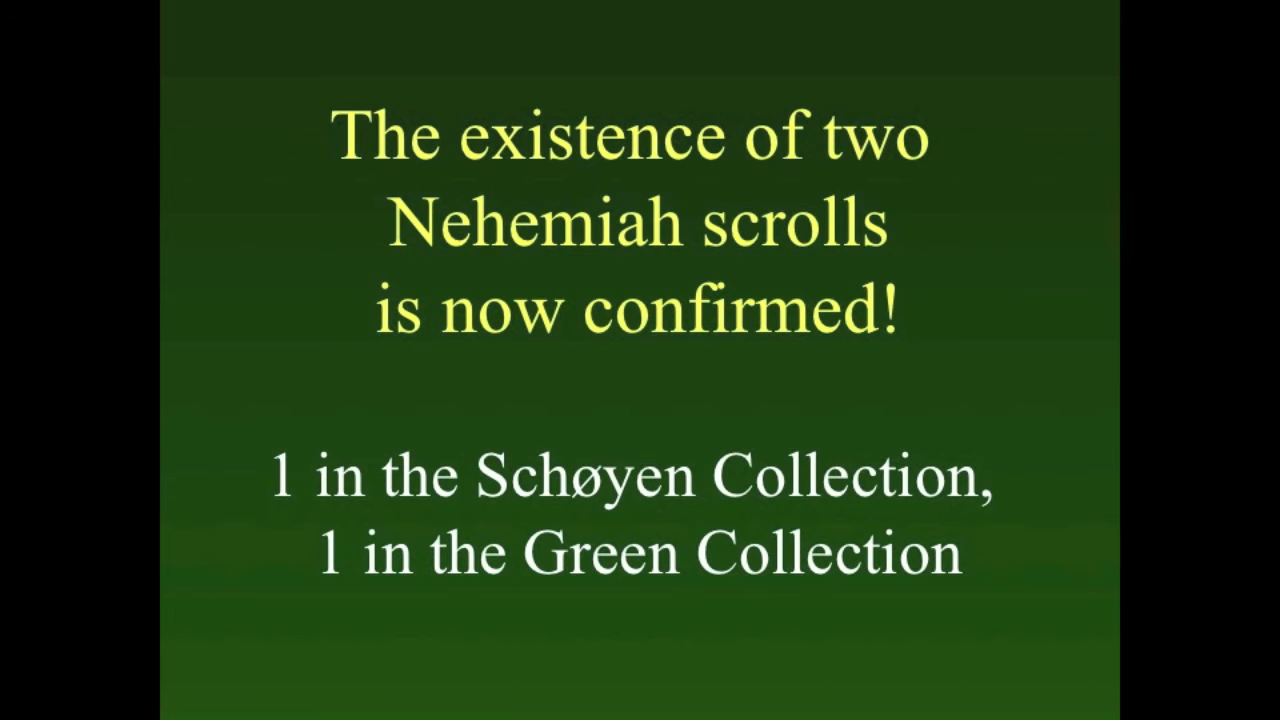 The existence of two
Nehemiah scrolls
is now confirmed!
1 in the Schøyen Collection,
1 in the Green Collection